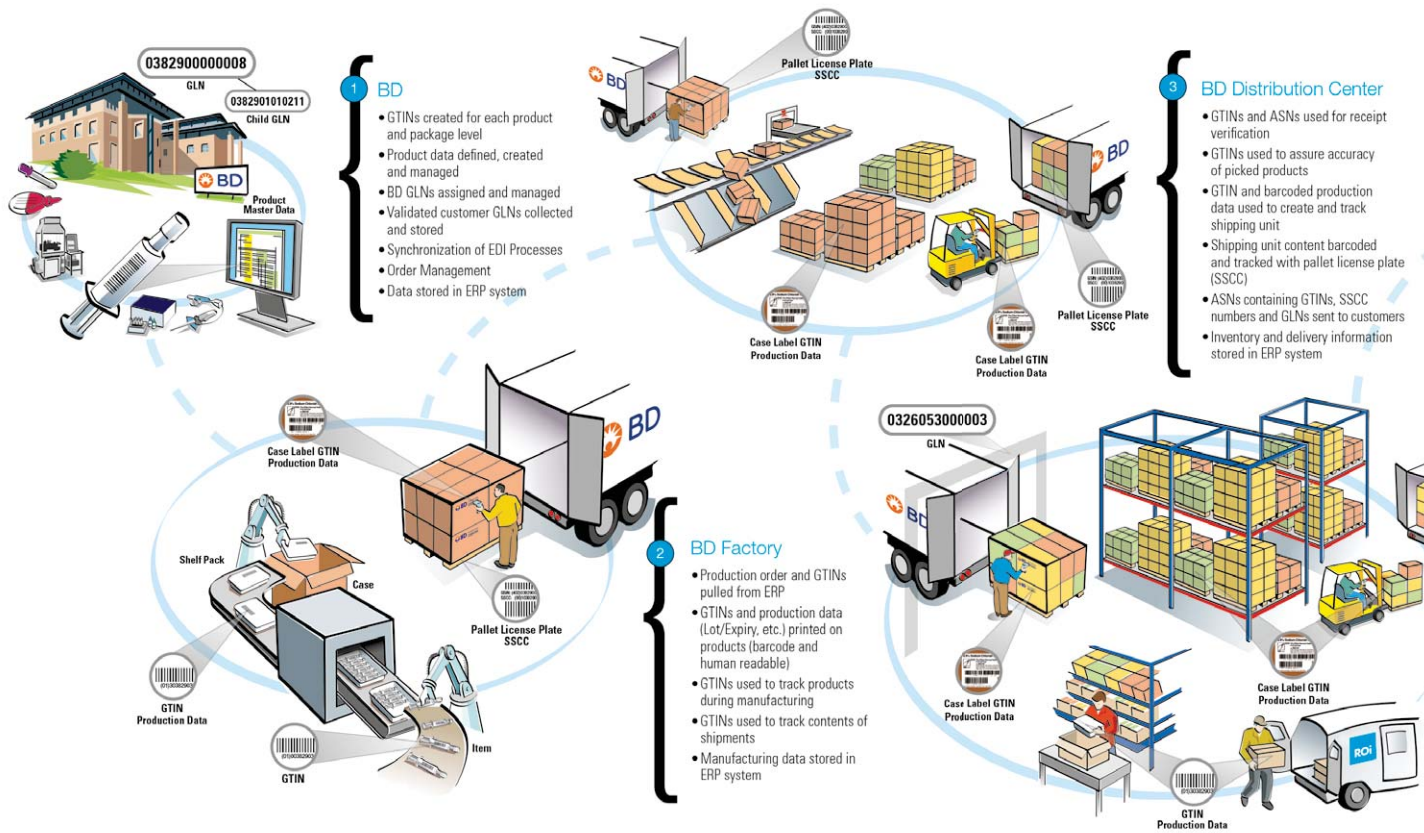 0382900000008
GLN
0382901010211
Child GLN
BD
Product
Master Data
1
BD
• GTINs created for each product
and package level
• Product data defined, created
and managed
• BD GLNs assigned and managed
• Validated customer GLNs collected
and stored
• Synchronization of EDI Processes
• Order Management
• Data stored in ERP system
BD
Pallet License Plate
SSCC
BD
Pallet License Plate
SSCC
Case Label GTIN
Production Data
Case Label GTIN
Production Data
3
BD Distribution Center
• GTINs and ASNs used for receipt
verification
• GTINs used to assure accuracy
of picked products
• GTIN and barcoded production
data used to create and track
shipping unit
• Shipping unit content barcoded
and tracked with pallet license plate
(SSCC)
• ASNs containing GTINs, SSCC
numbers and GLNs sent to customers
• Inventory and delivery information
stored in ERP system
Case Label GTIN
Production Data
BD
BD
BD
Pallet License Plate
SSCC
Shelf Pack
Case
(01)30382903
GTIN
Production Data
(01)00382903
GTIN
Item
2
BD Factory
• Production order and GTINs
pulled from ERP
• GTINs and production data
(Lot/Expiry, etc.) printed on
products (barcode and
human readable)
• GTINs used to track products
during manufacturing
• GTINs used to track contents of
shipments
• Manufacturing data stored in
ERP system
0326053000003
GLN
BD
Case Label GTIN
Production Data
Case Label GTIN
Production Data
ROi
(01)30382903
GTIN
Production Data